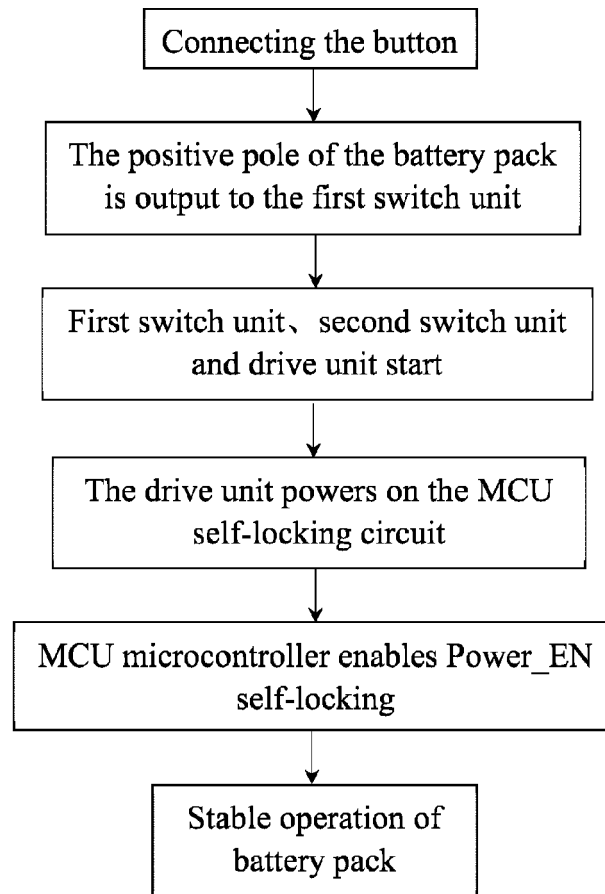 Connecting the button
The positive pole of the battery pack
is output to the first switch unit
First switch unit、second switch unit
and drive unit start
The drive unit powers on the MCU
self-locking circuit
MCU microcontroller enables Power_EN
self-locking
Stable operation of
battery pack